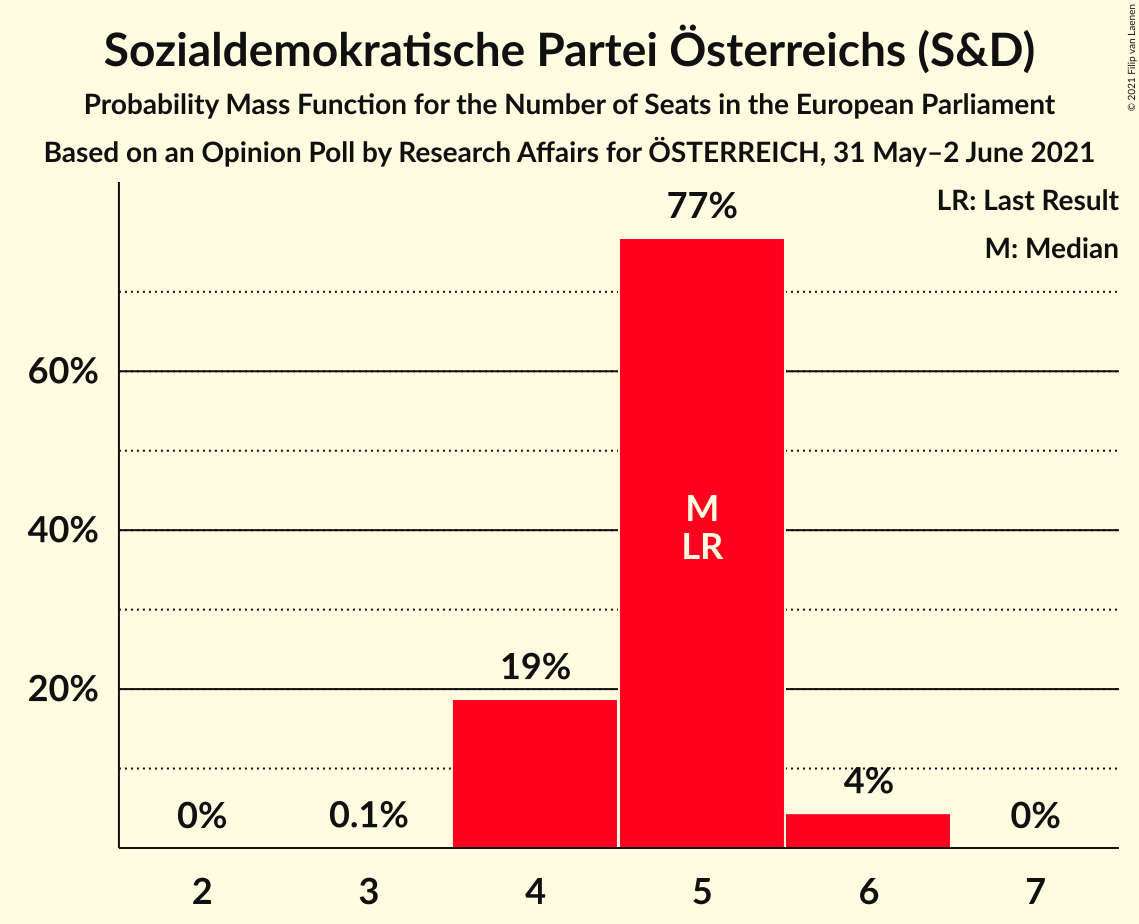 Sozialdemokratische Partei Österreichs (S&D)
Probability Mass Function for the Number of Seats in the European Parliament
Based on an Opinion Poll by Research Affairs for ÖSTERREICH, 31 May–2 June 2021
© 2021 Filip van Laenen
LR: Last Result
M: Median
77%
60%
40%
20%
M
LR
19%
4%
0%
0.1%
0%
2
3
4
5
6
7